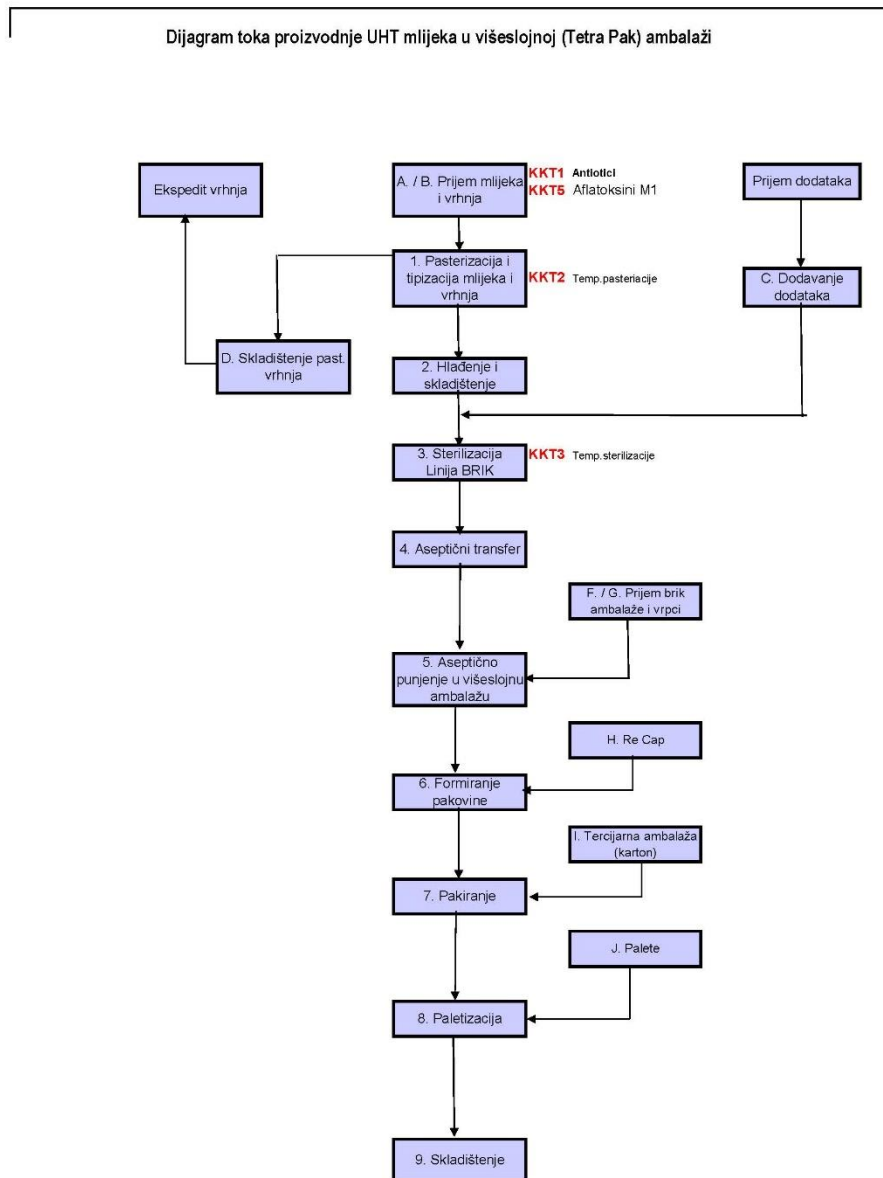 Dijagram toka proizvodnje UHT mlijeka u višeslojnoj (Tetra Pak) ambalaži
Ekspedit vrhnja
A. / B. Prijem mlijeka
i vrhnja
KKT1 Antiotici
KKT5 Aflatoksini M1
Prijem dodataka
1. Pasterizacija i
tipizacija mlijeka i
vrhnja
KKT2 Temp.pasteriacije
C. Dodavanje
dodataka
D. Skladištenje past.
vrhnja
2. Hlađenje i
skladištenje
3. Sterilizacija
Linija BRIK
KKT3 Temp.sterilizacije
4. Aseptični transfer
F. / G. Prijem brik
ambalaže i vrpci
5. Aseptično
punjenje u višeslojnu
ambalažu
H. Re Cap
6. Formiranje
pakovine
I. Tercijarna ambalaža
(karton)
7. Pakiranje
J. Palete
8. Paletizacija
9. Skladištenje